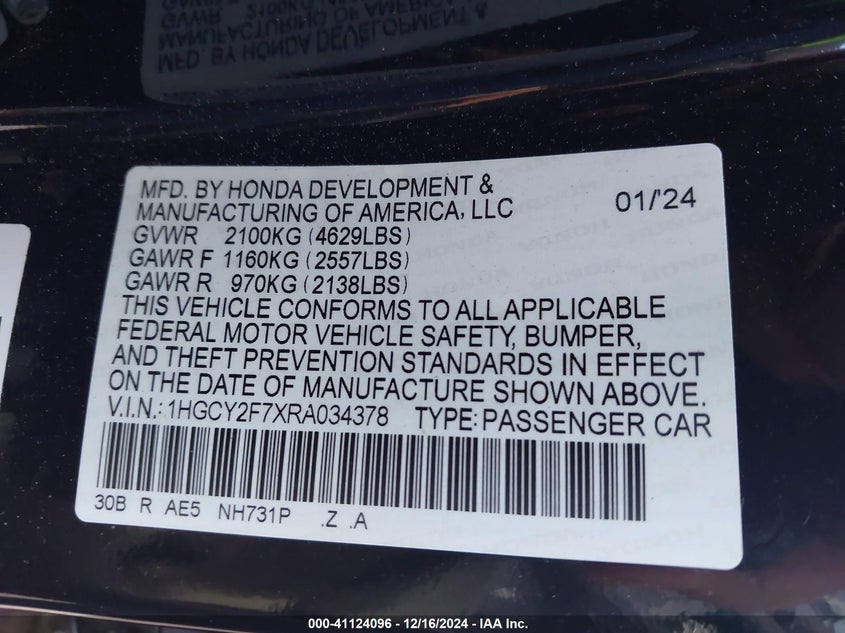 MFD. BY HONDA DEVELOPMENT &
MANUFACTURING OF AMERICA, LLC 01/'24
GVWR 2100KG (4629LBS)
GAWR F 1160KG (2557LBS)
GAWR R 970KG (2138LBS)
THIS VEHICLE CONFORMS TO ALL APPLICABLE
FEDERAL MOTOR VEHICLE SAFETY, BUMPER,
AND THEFT PREVENTION STANDARDS IN EFFECT
ON THE DATE OF MANUFACTURE SHOWN ABOVE.
V.I.N.: 1HGCY2F7XRA034378 TYPE: PASSENGER CAR
30B R AE5 NH731P .Z .A
000-41124096 - 12/16/2024 - IAA Inc.